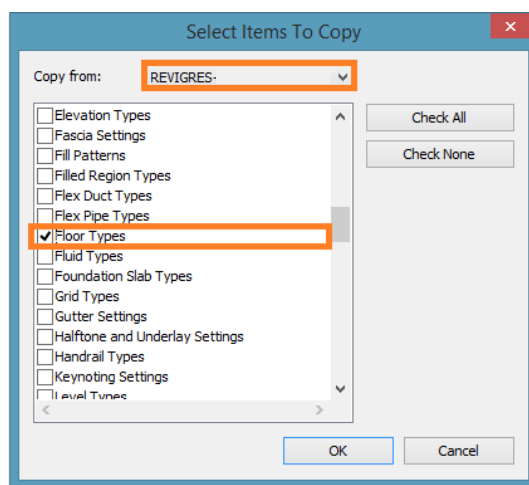 Select Items To Copy
Copy from:
REVIGRES-
Check All
Check None
Elevation Types
Fascia Settings
Fill Patterns
Filled Region Types
Flex Duct Types
Flex Pipe Types
Floor Types
Fluid Types
Foundation Slab Types
Grid Types
Gutter Settings
Halftone and Underlay Settings
Handrail Types
Keynoting Settings
Level Types
OK
Cancel